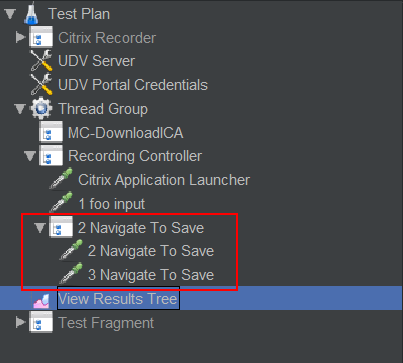 Test Plan
Citrix Recorder
UDV Server
UDV Portal Credentials
Thread Group
MC-DownloadICA
Recording Controller
Citrix Application Launcher
1 foo input
2 Navigate To Save
2 Navigate To Save
3 Navigate To Save
View Results Tree
Test Fragment